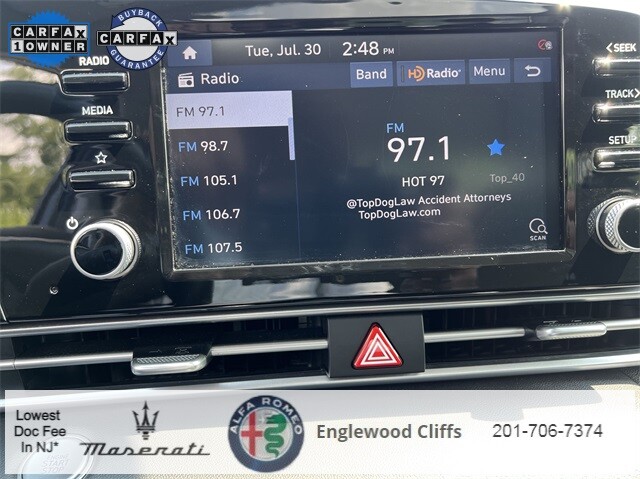 CARFAX
1 OWNER
BUYBACK
CARFAX
GUARANTEE
RADIO
MEDIA
Tue, Jul. 30 2:48 PM
Radio
Band
HD Radio
Menu
FM 97.1
FM 98.7
FM 105.1
FM 106.7
FM 107.5
FM
97.1
HOT 97
Top_40
@TopDogLaw Accident Attorneys
TopDogLaw.com
SCAN
<SEEK
TRACK>
SETUP
Lowest
Doc Fee
In NJ*
Maserati
ALFA ROMEO
Englewood Cliffs
201-706-7374